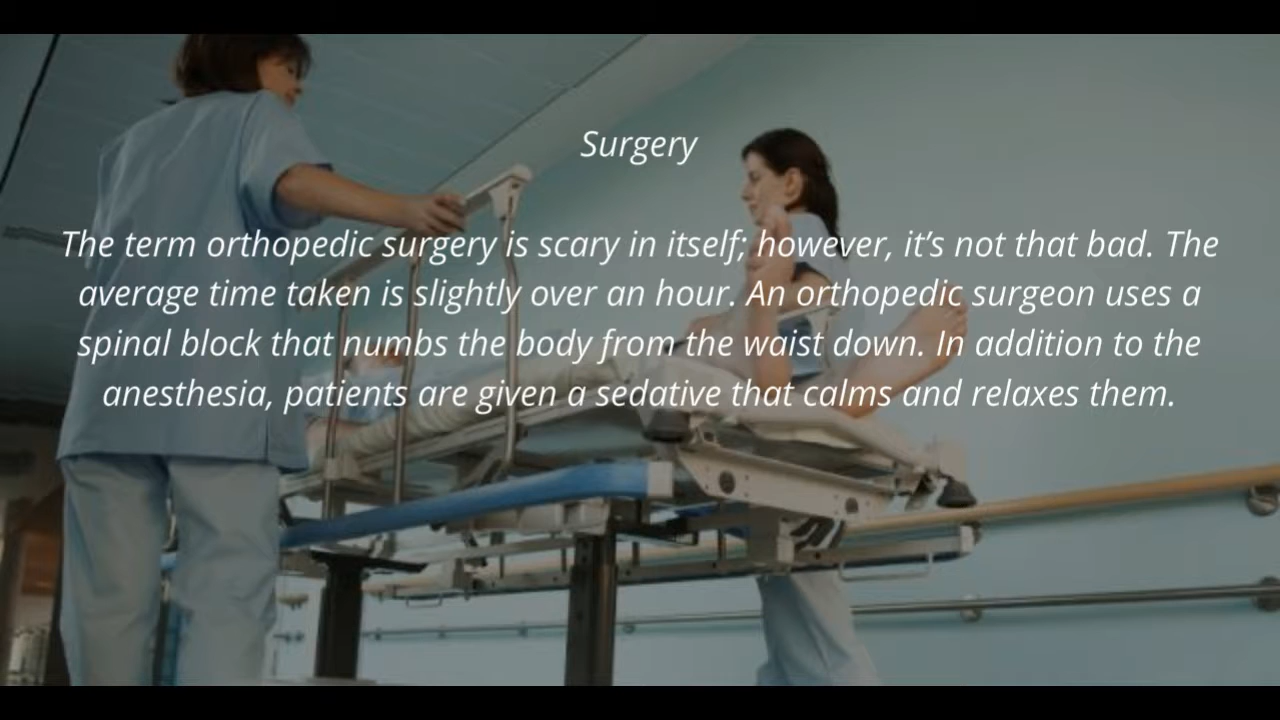 Surgery
The term orthopedic surgery is scary in itself; however, it’s not that bad. The
average time taken is slightly over an hour. An orthopedic surgeon uses a
spinal block that numbs the body from the waist down. In addition to the
anesthesia, patients are given a sedative that calms and relaxes them.